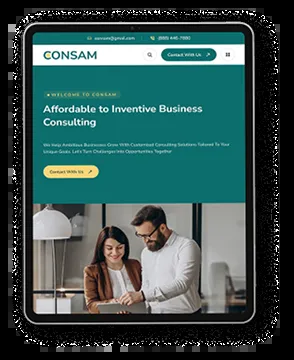 consam@gmail.com (888) 446-7880
CONSAM
Contact With Us
WELCOME TO CONSAM
Affordable to Inventive Business
Consulting
We Help Ambitious Businesses Grow With Customized Consulting Solutions Tailored To Your
Unique Goals. Let's Turn Challenges Into Opportunities Together
Contact With Us